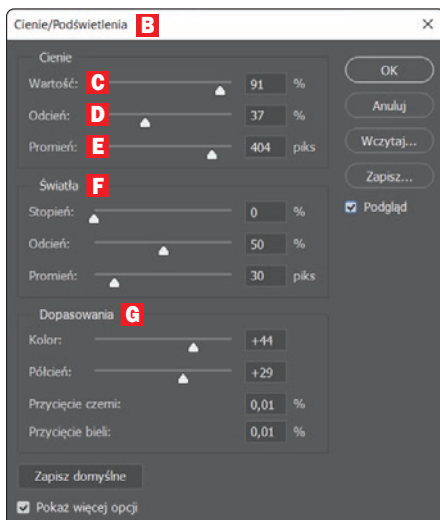 Cienie/Podświetlenia B ×
Cienie
Wartość: C 91 %
Odcień: D 37 %
Promień: E 404 piks
Światła F
Stopień: 0 %
Odcień: 50 %
Promień: 30 piks
Dopasowania G
Kolor: +44
Półcień: +29
Przycięcie czerni: 0,01 %
Przycięcie bieli: 0,01 %
Zapisz domyślne
Pokaż więcej opcji
OK
Anuluj
Wczytaj...
Zapisz...
Podgląd